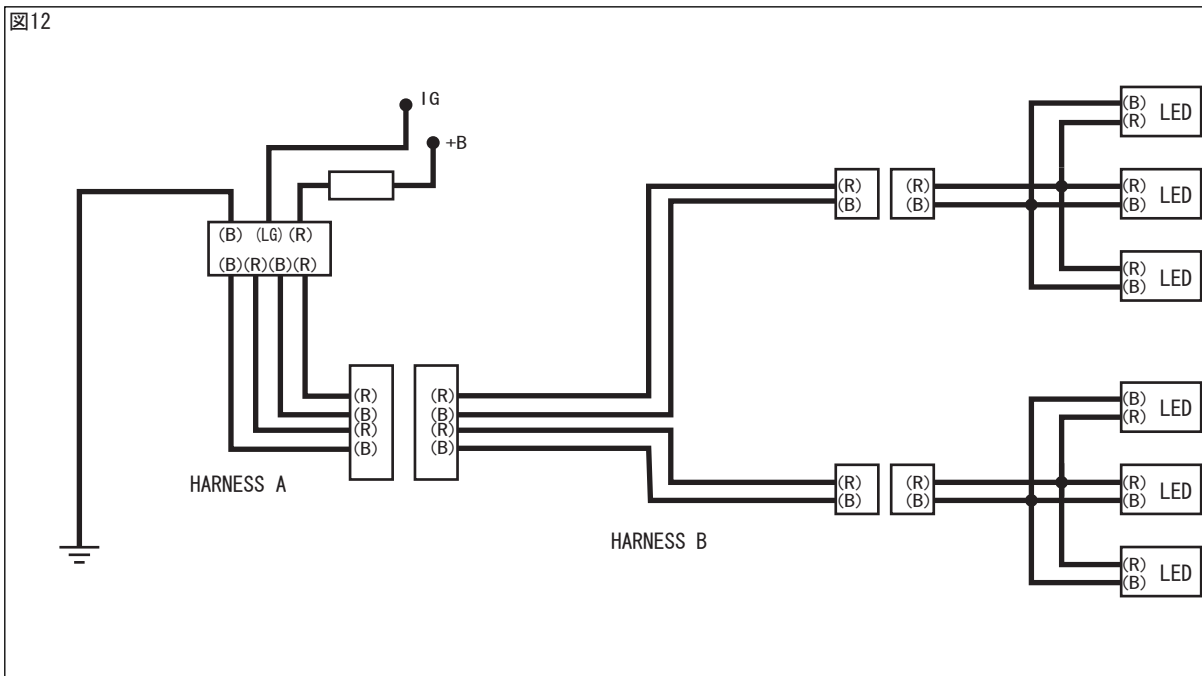 図12
IG
+B
(B) (LG) (R)
(B)(R)(B)(R)
(R)
(B)
(R)
(B)
HARNESS A
(R)
(B)
(R)
(B)
HARNESS B
(R)
(B)
(R)
(B)
(B)
(R)
LED
(R)
(B)
LED
(R)
(B)
LED
(R)
(B)
(R)
(B)
(B)
(R)
LED
(R)
(B)
LED
(R)
(B)
LED